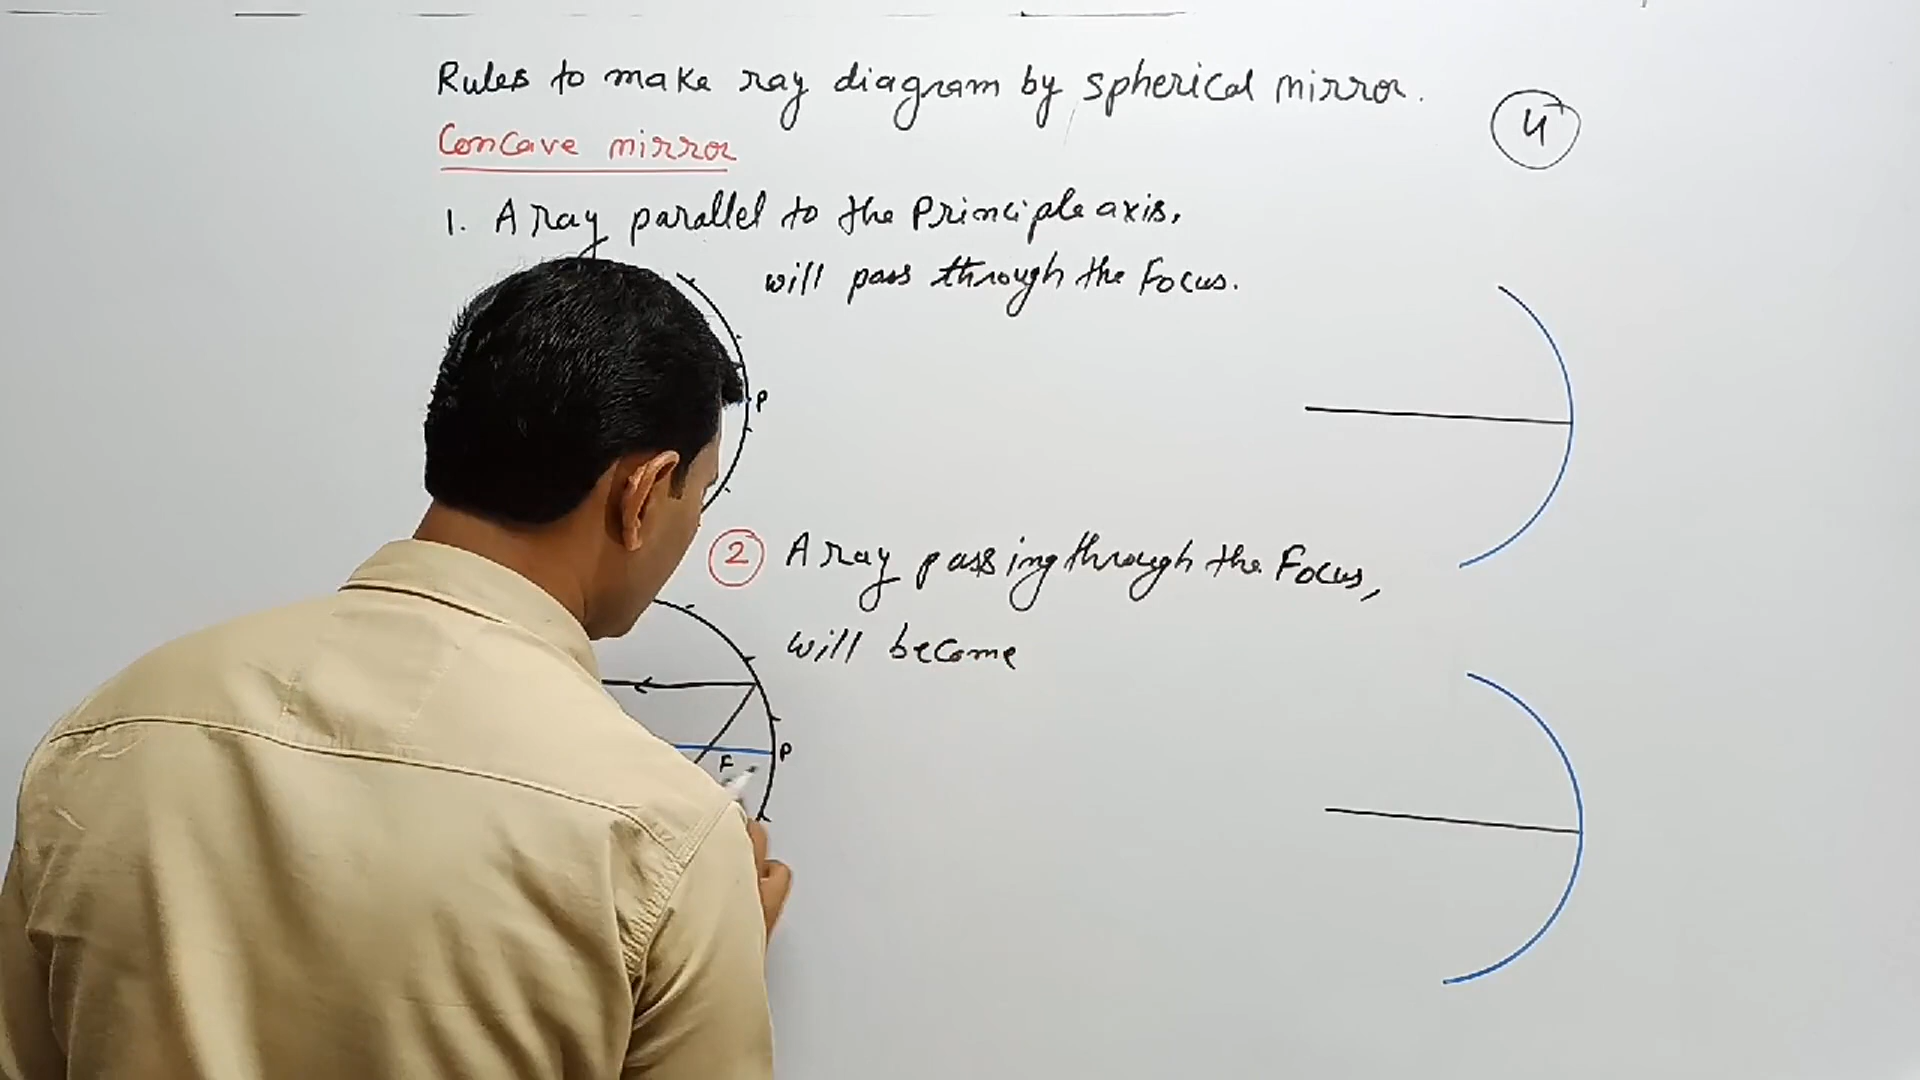 Rules to make ray diagram by spherical mirror.
4
Concave mirror
1. A ray parallel to the Principle axis,
will pass through the Focus.
P
2 A ray passing through the Focus,
will become
P
F